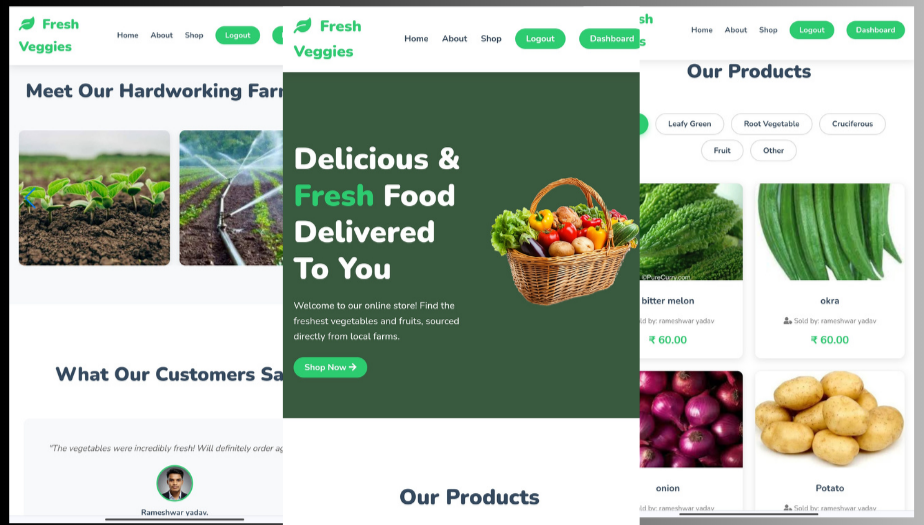 Fresh
Veggies
Home About Shop Logout
Meet Our Hardworking Farm
What Our Customers Sa
"The vegetables were incredibly fresh! Will definitely order ag
Rameshwar yadav.
Fresh
Veggies
Home About Shop Logout Dashboard
Delicious &
Fresh Food
Delivered
To You
Welcome to our online store! Find the
freshest vegetables and fruits, sourced
directly from local farms.
Shop Now →
Our Products
sh
s
Home About Shop Logout Dashboard
Our Products
Leafy Green Root Vegetable Cruciferous
Fruit Other
©PureCurry.com
bitter melon
ld by: rameshwar yadav
₹ 60.00
okra
Sold by: rameshwar yadav
₹ 60.00
onion
Potato
Sold by: rameshwar yadav